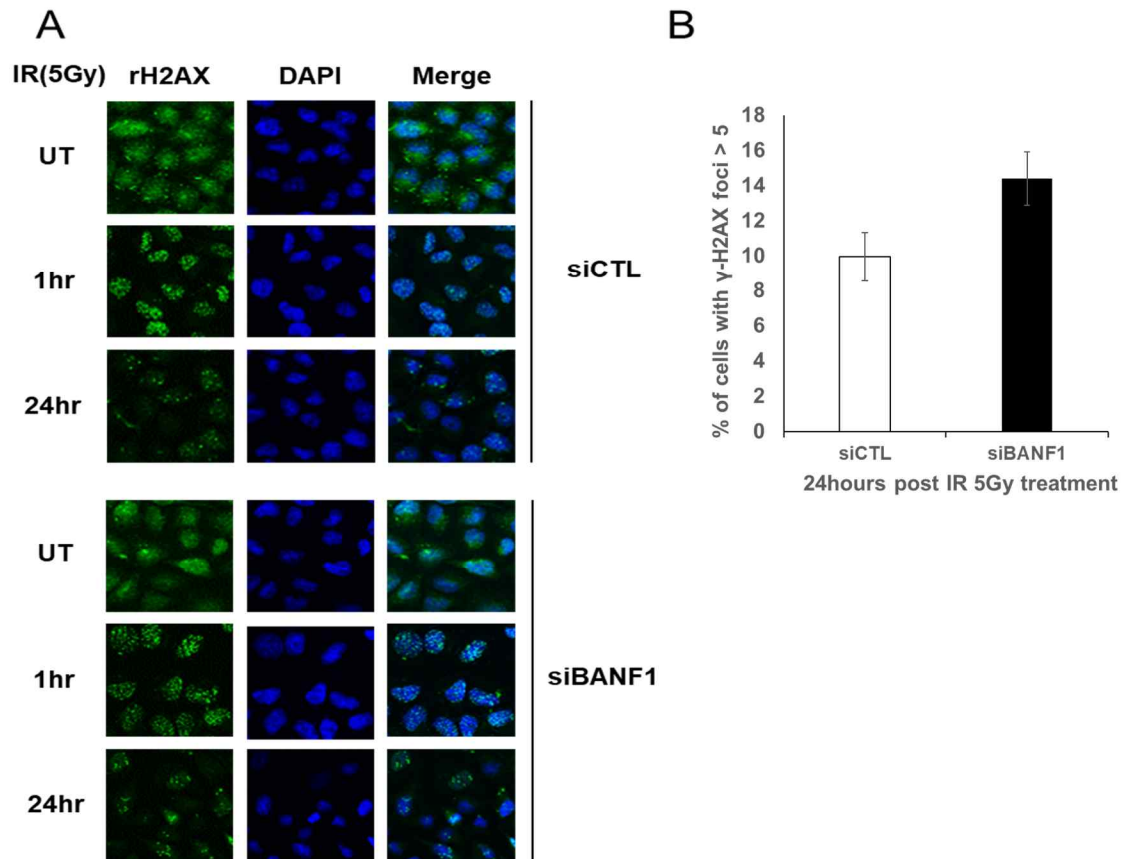 A
IR(5Gy) rH2AX DAPI Merge
UT
1hr
24hr
siCTL
UT
1hr
24hr
siBANF1
B
% of cells with γ-H2AX foci > 5
18
16
14
12
10
8
6
4
2
0
siCTL siBANF1
24hours post IR 5Gy treatment